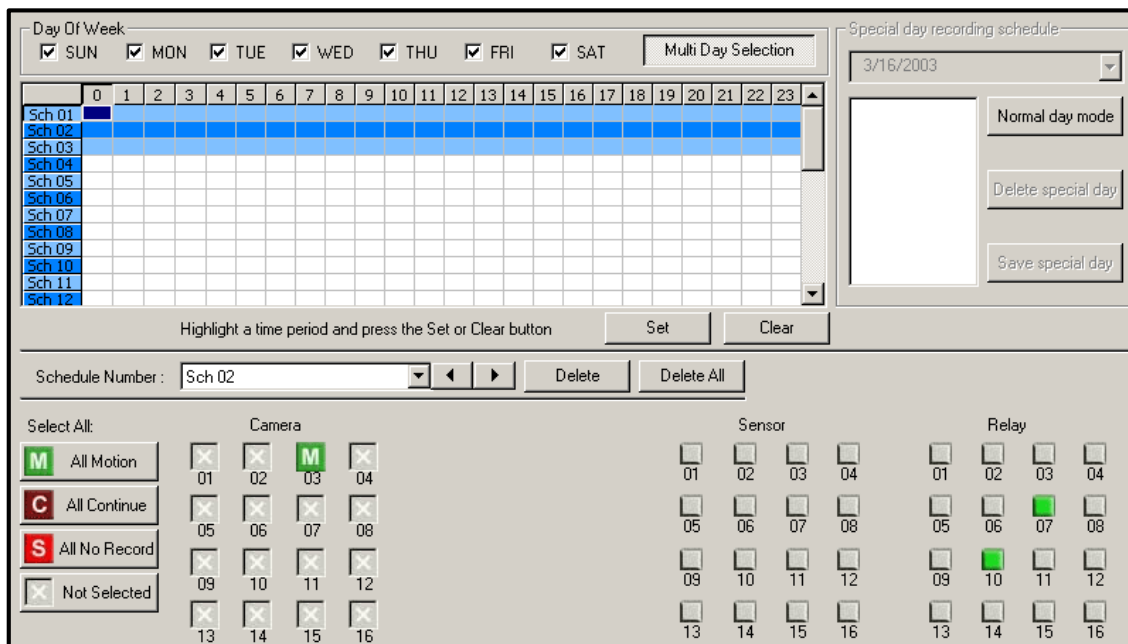 Day Of Week
SUN MON TUE WED THU FRI SAT Multi Day Selection
Special day recording schedule
3/16/2003
0 1 2 3 4 5 6 7 8 9 10 11 12 13 14 15 16 17 18 19 20 21 22 23
Sch 01
Sch 02
Sch 03
Sch 04
Sch 05
Sch 06
Sch 07
Sch 08
Sch 09
Sch 10
Sch 11
Sch 12
Normal day mode
Delete special day
Save special day
Highlight a time period and press the Set or Clear button Set Clear
Schedule Number : Sch 02 Delete Delete All
Select All: Camera Sensor Relay
M All Motion
C All Continue
S All No Record
Not Selected
M
01 02 03 04
05 06 07 08
09 10 11 12
13 14 15 16
01 02 03 04
05 06 07 08
09 10 11 12
13 14 15 16
01 02 03 04
05 06 07 08
09 10 11 12
13 14 15 16